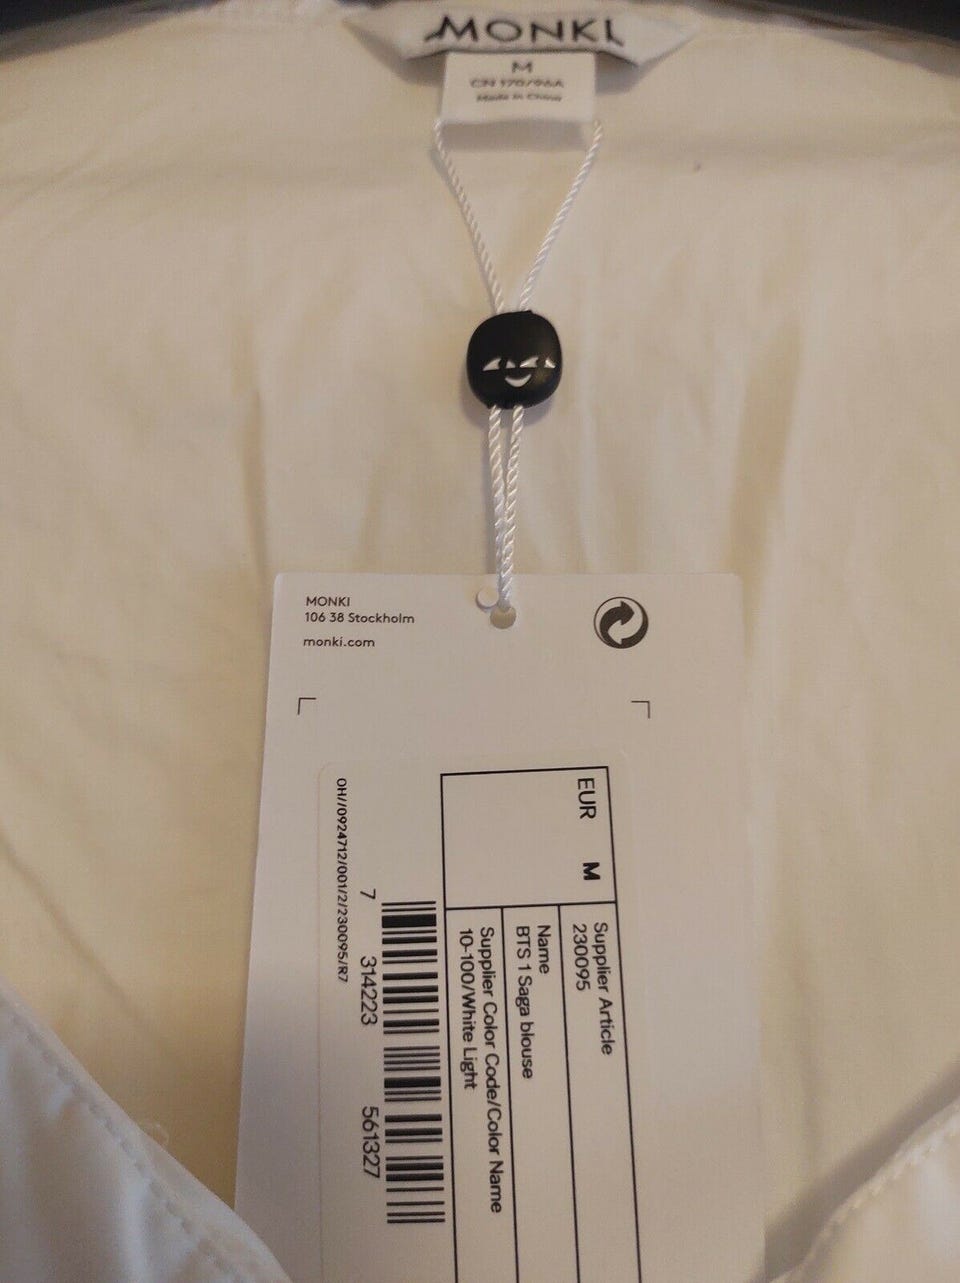 MONKI
M
CN 170/96A
Made in China
MONKI
106 38 Stockholm
monki.com
EUR M
Supplier Article
230095
Name
BTS 1 Saga blouse
Supplier Color Code/Color Name
10-100/White Light
7 314223 561327
OH//0924712/001/2/230095/R7